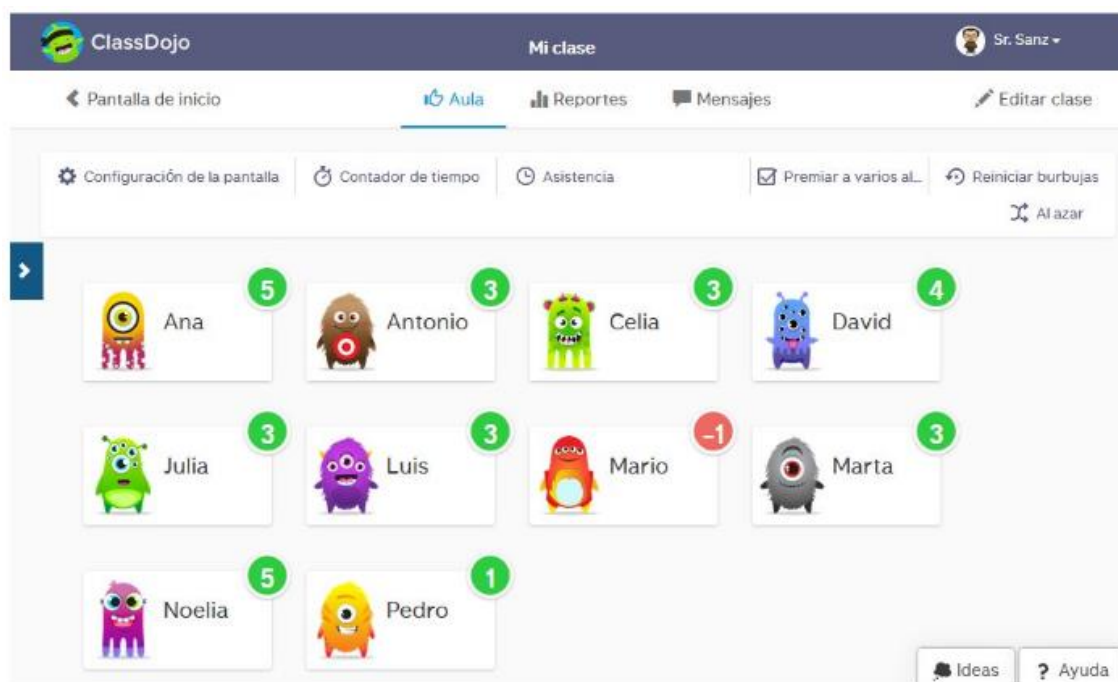 ClassDojo
Mi clase
Sr. Sanz
Pantalla de inicio
Aula
Reportes
Mensajes
Editar clase
Configuración de la pantalla
Contador de tiempo
Asistencia
Premiar a varios al...
Reiniciar burbujas
Al azar
5
Ana
3
Antonio
3
Celia
4
David
3
Julia
3
Luis
-1
Mario
3
Marta
5
Noelia
1
Pedro
Ideas
? Ayuda